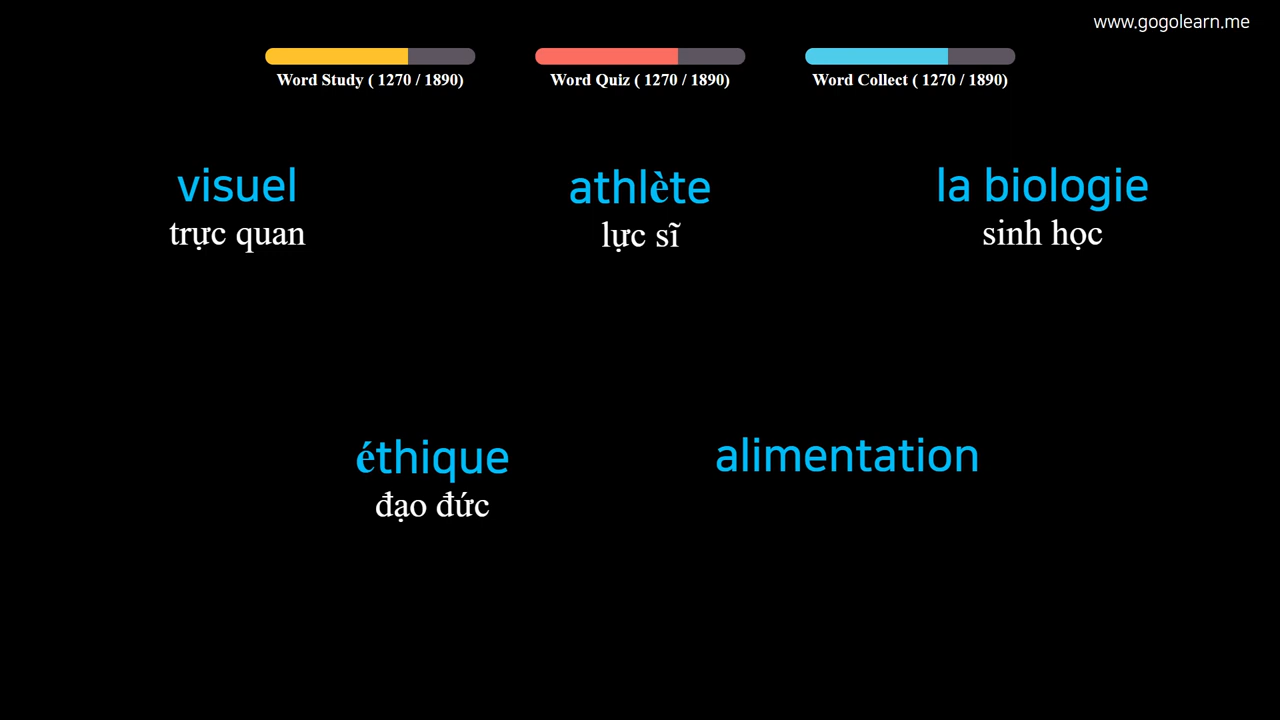 www.gogolearn.me
Word Study ( 1270 / 1890)
Word Quiz ( 1270 / 1890)
Word Collect ( 1270 / 1890)
visuel
trực quan
athlète
lực sĩ
la biologie
sinh học
éthique
đạo đức
alimentation